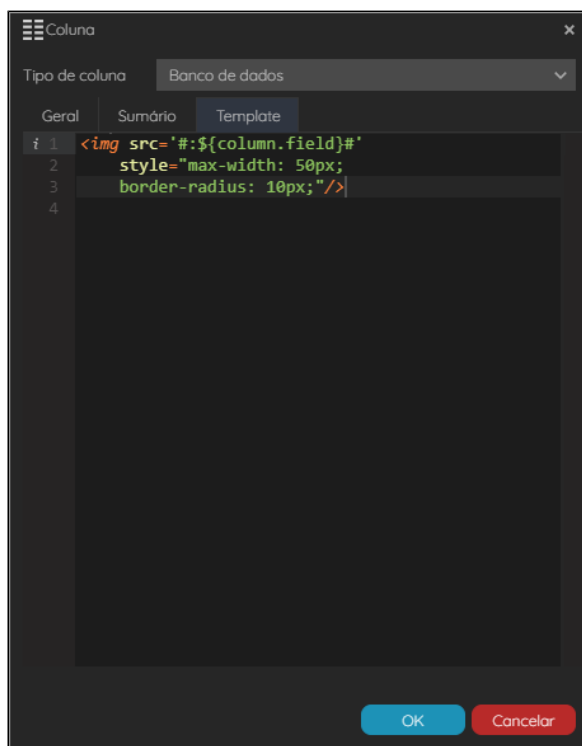 Coluna ×
Tipo de coluna Banco de dados
Geral Sumário Template
i 1 <img src='#:${column.field}#'
2 style="max-width: 50px;
3 border-radius: 10px;"/>
4
OK Cancelar